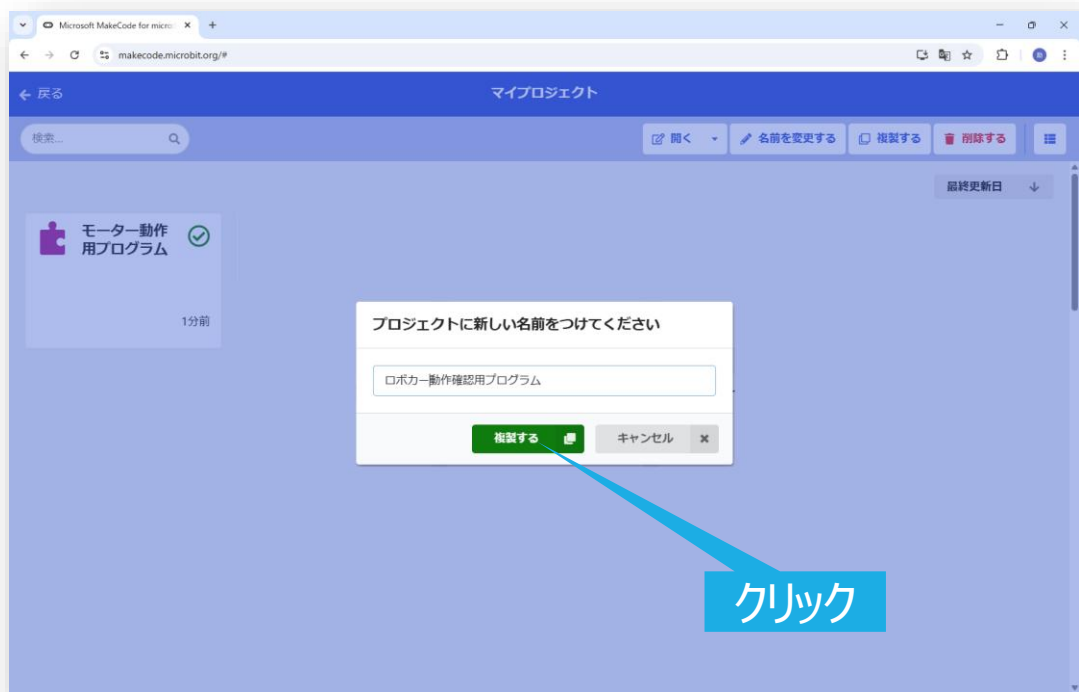 Microsoft MakeCode for micro
makecode.microbit.org/#
戻る
マイプロジェクト
検索...
開く
名前を変更する
複製する
削除する
最終更新日
モーター動作
用プログラム
1分前
プロジェクトに新しい名前をつけてください
ロボカー動作確認用プログラム
複製する
キャンセル
クリック